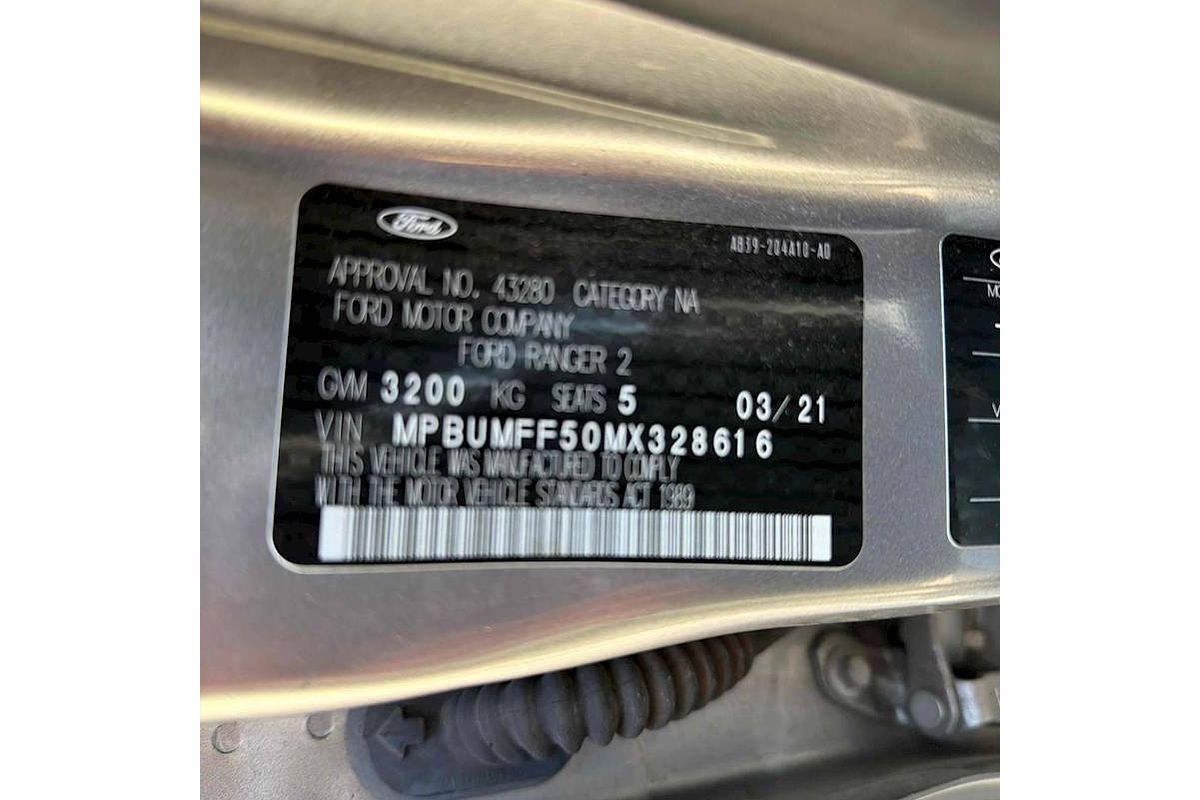 Ford
AB39-204A10-AD
APPROVAL NO. 43280 CATEGORY NA
FORD MOTOR COMPANY
FORD RANGER 2
GVM 3200 KG SEATS 5 03/21
VIN MPBUMFF50MX328616
THIS VEHICLE WAS MANUFACTURED TO COMPLY
WITH THE MOTOR VEHICLE STANDARDS ACT 1989
MO
V